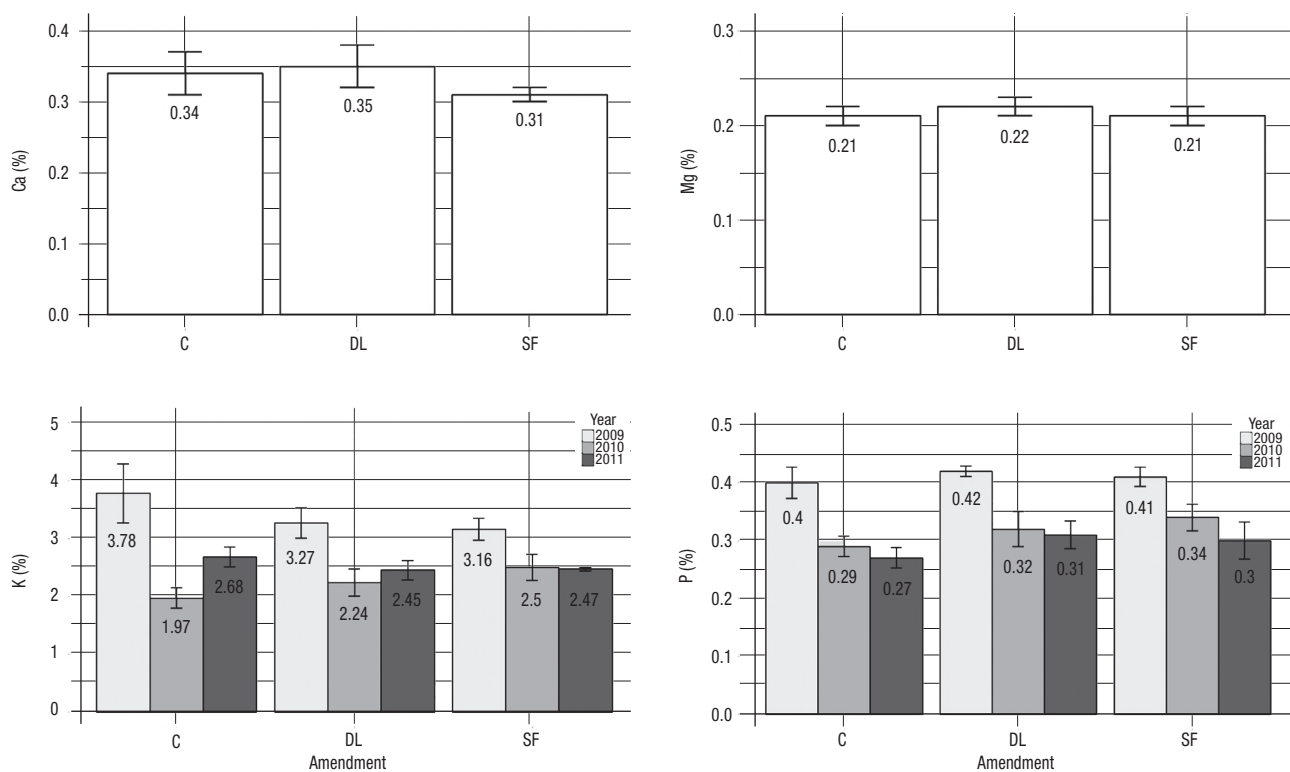 0.4
0.3
0.2
0.1
0.0
Ca (%)
0.34
0.35
0.31
C
DL
SF
0.3
0.2
0.1
0.0
Mg (%)
0.21
0.22
0.21
C
DL
SF
5
4
3
2
1
0
K (%)
Year
2009
2010
2011
3.78
1.97
2.68
3.27
2.24
2.45
3.16
2.5
2.47
C
DL
SF
Amendment
0.5
0.4
0.3
0.2
0.1
0.0
P (%)
Year
2009
2010
2011
0.4
0.29
0.27
0.42
0.32
0.31
0.41
0.34
0.3
C
DL
SF
Amendment